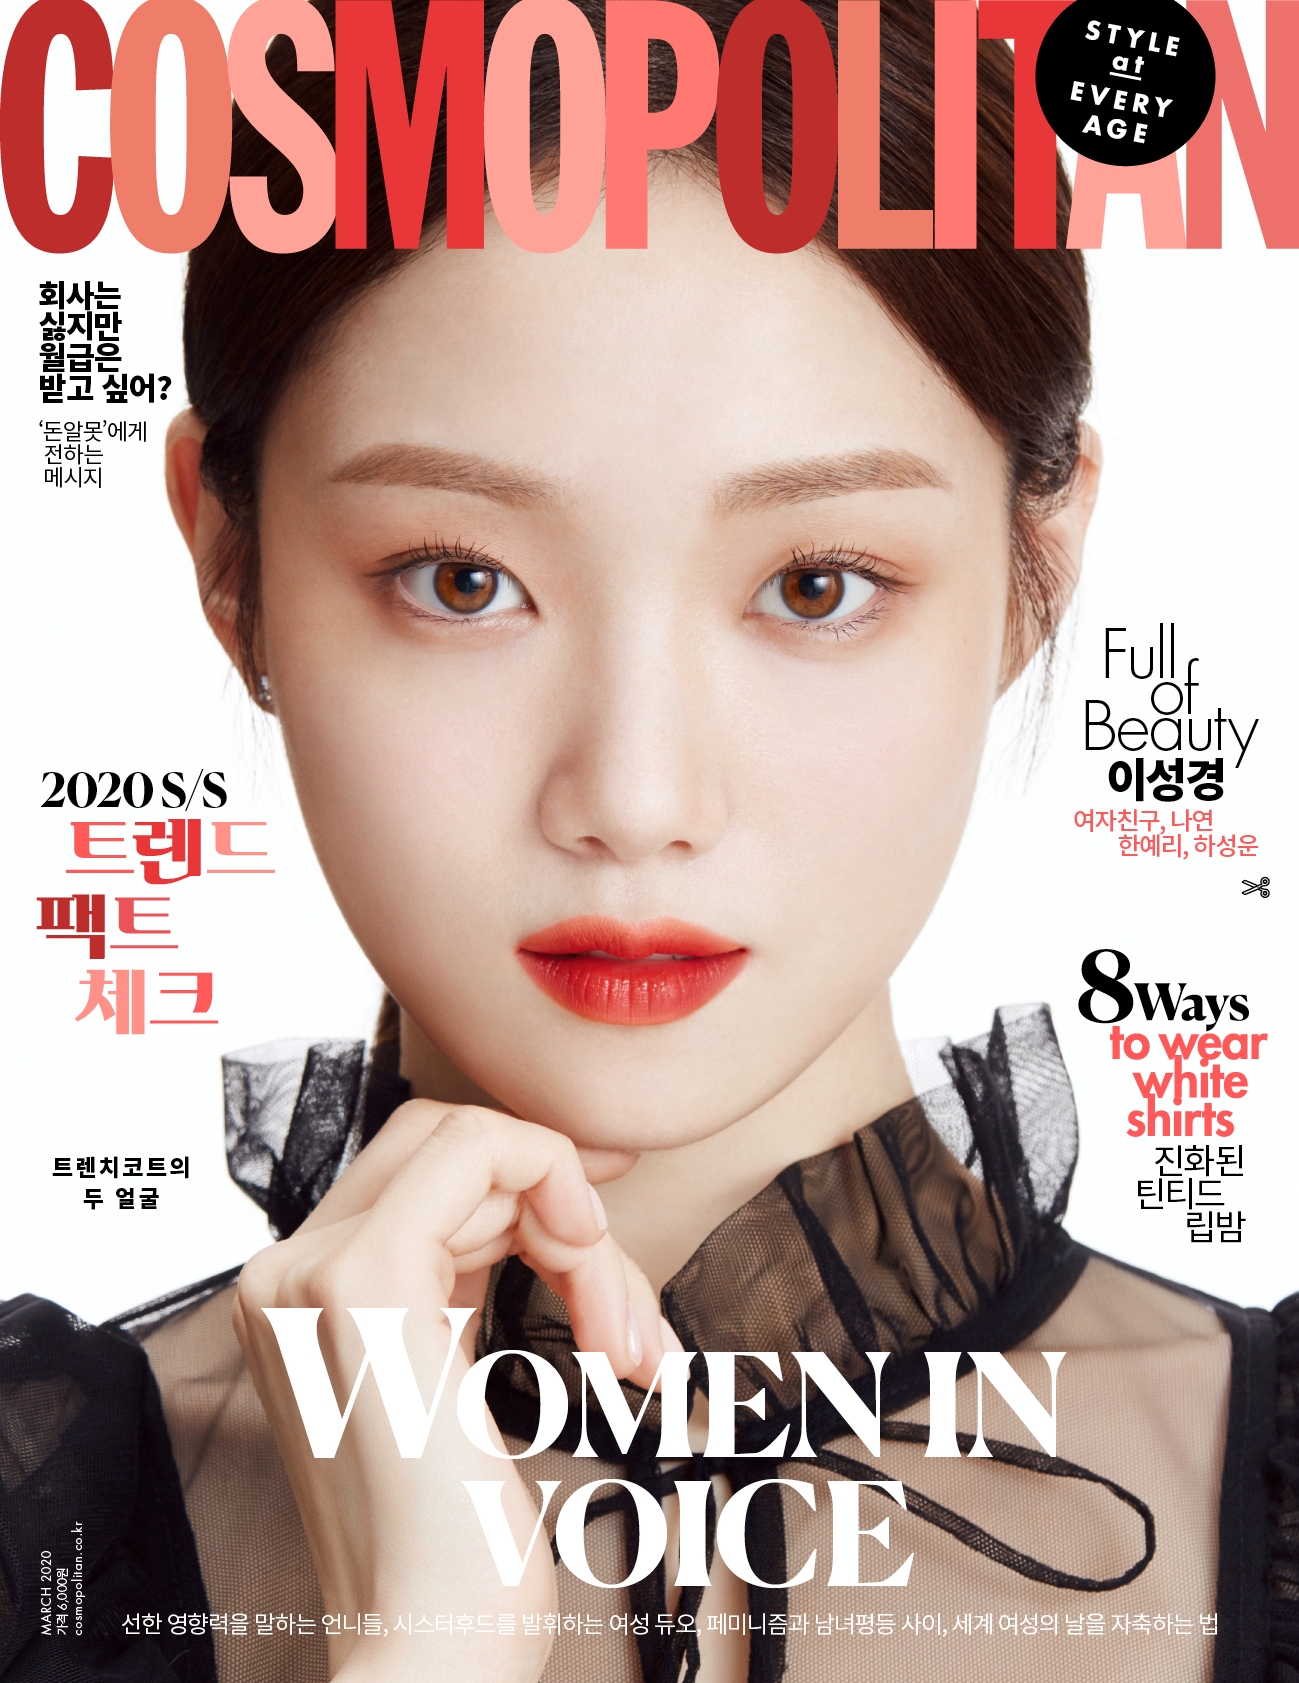 COSMOPOLITAN
STYLE
at
EVERY
AGE
회사는
싫지만
월급은
받고 싶어?
‘돈알못’에게
전하는
메시지
2020 S/S
트렌드
팩트
체크
트렌치코트의
두 얼굴
Full
of
Beauty
이성경
여자친구, 나연
한예리, 하성운
8 Ways
to wear
white
shirts
진화된
틴티드
립밤
WOMEN IN
VOICE
선한 영향력을 말하는 언니들, 시스터후드를 발휘하는 여성 듀오, 페미니즘과 남녀평등 사이, 세계 여성의 날을 자축하는 법
MARCH 2020
가격 6,000원
cosmopolitan.co.kr